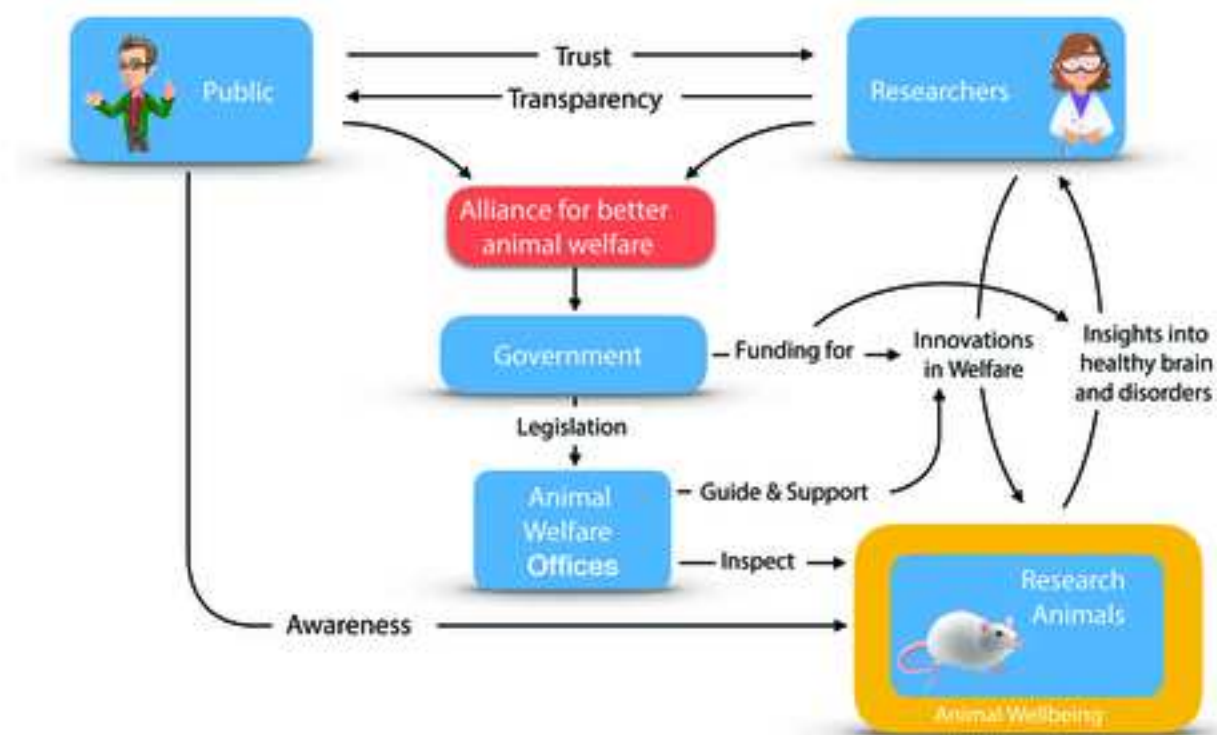 Public
Trust
Transparency
Researchers
Alliance for better
animal welfare
Government
Funding for
Innovations
in Welfare
Insights into
healthy brain
and disorders
Legislation
Animal
Welfare
Offices
Guide & Support
Inspect
Awareness
Research
Animals
Animal Wellbeing